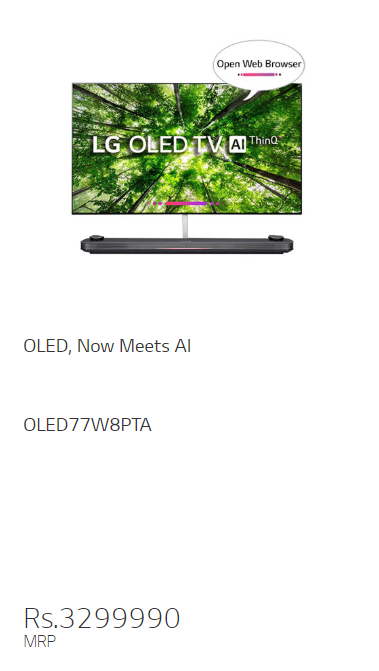 Open Web Browser
LG OLED TV AI ThinQ
OLED, Now Meets AI
OLED77W8PTA
Rs.3299990
MRP